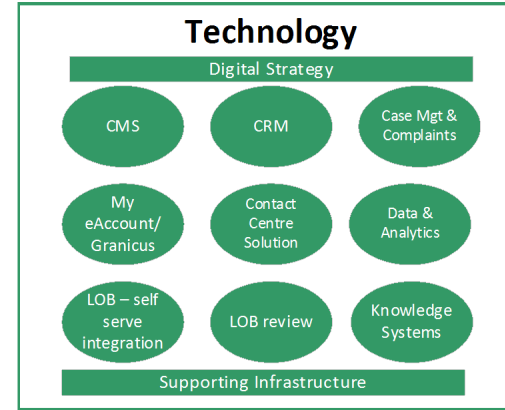 Technology
Digital Strategy
CMS
CRM
Case Mgt &
Complaints
My
eAccount/
Granicus
Contact
Centre
Solution
Data &
Analytics
LOB – self
serve
integration
LOB review
Knowledge
Systems
Supporting Infrastructure